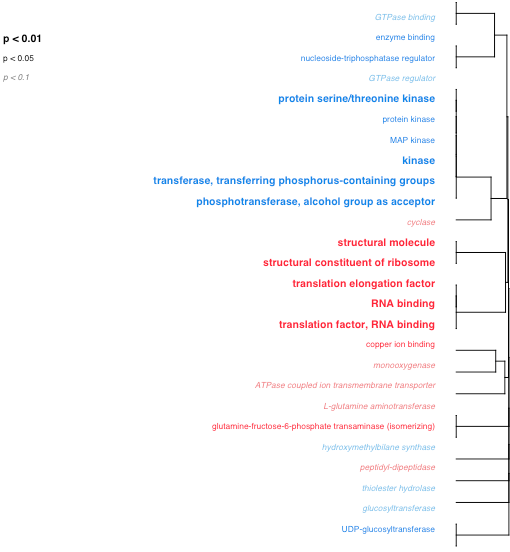 p < 0.01
p < 0.05
p < 0.1
GTPase binding
enzyme binding
nucleoside-triphosphatase regulator
GTPase regulator
protein serine/threonine kinase
protein kinase
MAP kinase
kinase
transferase, transferring phosphorus-containing groups
phosphotransferase, alcohol group as acceptor
cyclase
structural molecule
structural constituent of ribosome
translation elongation factor
RNA binding
translation factor, RNA binding
copper ion binding
monooxygenase
ATPase coupled ion transmembrane transporter
L-glutamine aminotransferase
glutamine-fructose-6-phosphate transaminase (isomerizing)
hydroxymethylbilane synthase
peptidyl-dipeptidase
thiolester hydrolase
glucosyltransferase
UDP-glucosyltransferase